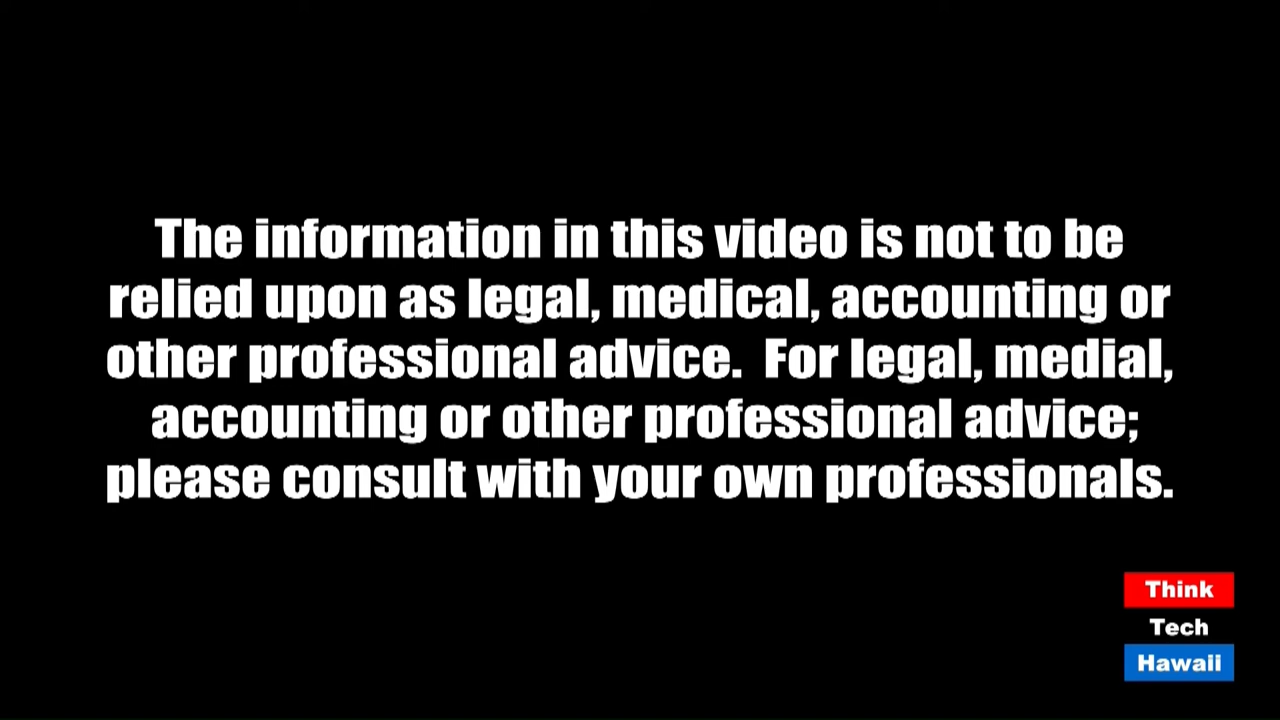 The information in this video is not to be
relied upon as legal, medical, accounting or
other professional advice.  For legal, medial,
accounting or other professional advice;
please consult with your own professionals.
Think
Tech
Hawaii